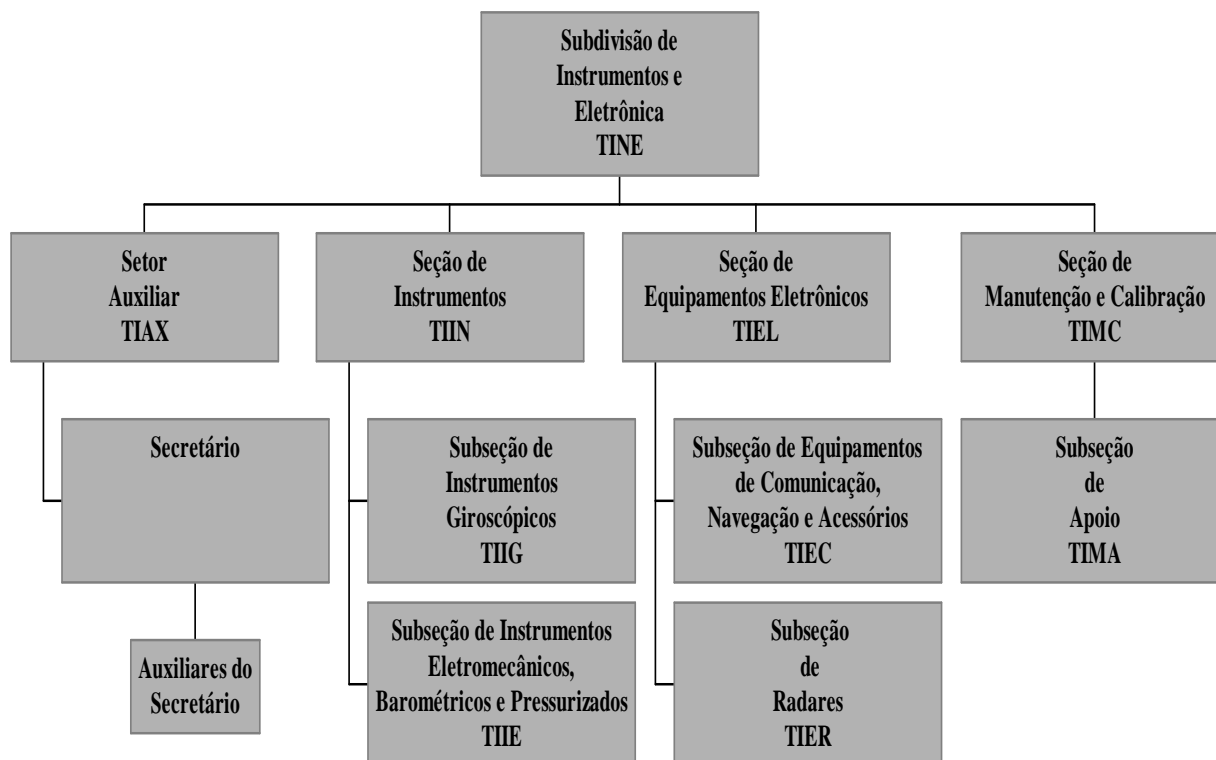 Subdivisão de
Instrumentos e
Eletrônica
TINE
Setor
Auxiliar
TIAX
Seção de
Instrumentos
TIIN
Seção de
Equipamentos Eletrônicos
TIEL
Seção de
Manutenção e Calibração
TIMC
Secretário
Subseção de
Instrumentos
Giroscópicos
TIIG
Subseção de Equipamentos
de Comunicação,
Navegação e Acessórios
TIEC
Subseção
de
Apoio
TIMA
Auxiliares do
Secretário
Subseção de Instrumentos
Eletromecânicos,
Barométricos e Pressurizados
TIIE
Subseção
de
Radares
TIER